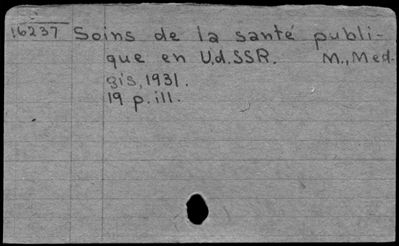 16237 Soins de la santé publi-
que en U.d.SSR. M., Med-
gis, 1931.
19 p. ill.